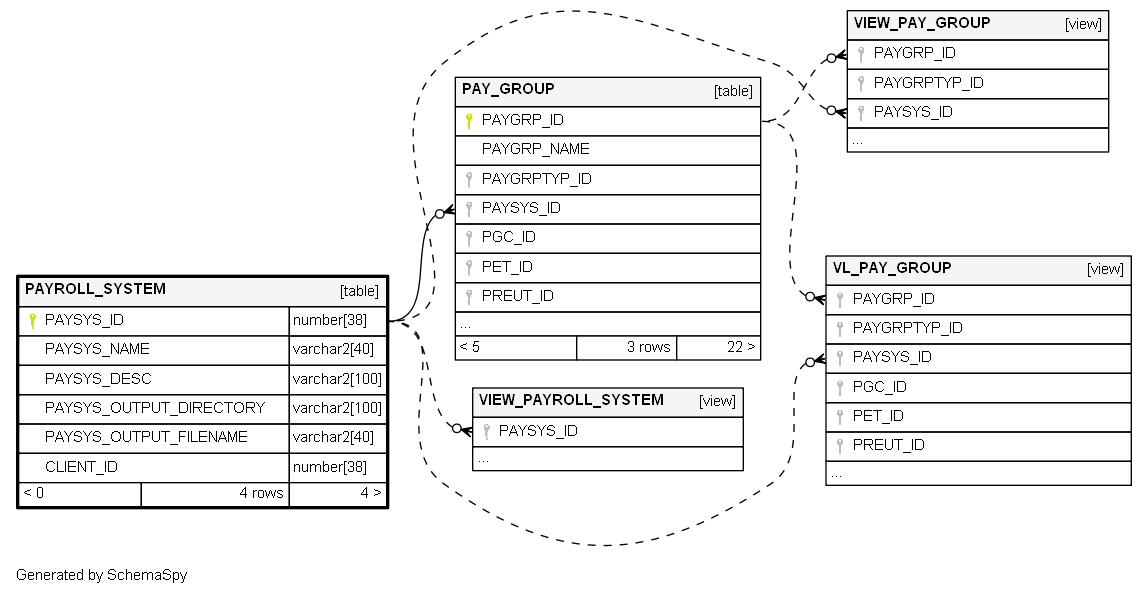 VIEW_PAY_GROUP [view]
PAYGRP_ID
PAYGRPTYP_ID
PAYSYS_ID
...
PAY_GROUP [table]
PAYGRP_ID
PAYGRP_NAME
PAYGRPTYP_ID
PAYSYS_ID
PGC_ID
PET_ID
PREUT_ID
...
< 5 3 rows 22 >
VL_PAY_GROUP [view]
PAYGRP_ID
PAYGRPTYP_ID
PAYSYS_ID
PGC_ID
PET_ID
PREUT_ID
...
PAYROLL_SYSTEM [table]
PAYSYS_ID number[38]
PAYSYS_NAME varchar2[40]
PAYSYS_DESC varchar2[100]
PAYSYS_OUTPUT_DIRECTORY varchar2[100]
PAYSYS_OUTPUT_FILENAME varchar2[40]
CLIENT_ID number[38]
< 0 4 rows 4 >
VIEW_PAYROLL_SYSTEM [view]
PAYSYS_ID
...
Generated by SchemaSpy